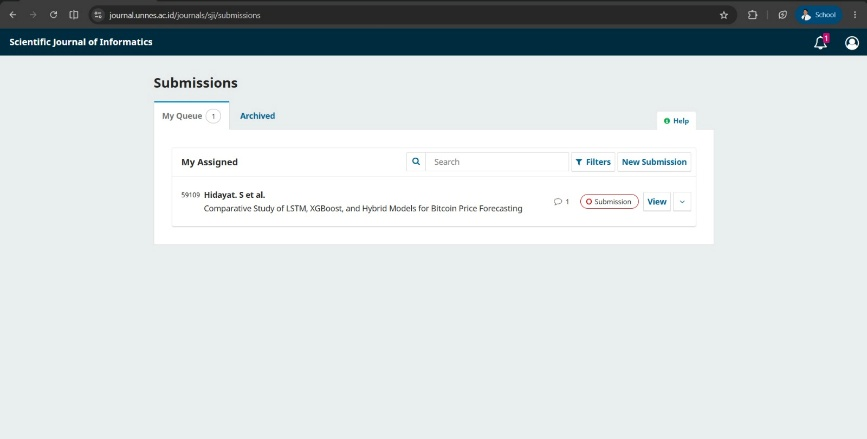 journal.unnes.ac.id/journals/sji/submissions
School
Scientific Journal of Informatics
1
Submissions
My Queue 1
Archived
Help
My Assigned
Search
Filters
New Submission
59109 Hidayat. S et al.
Comparative Study of LSTM, XGBoost, and Hybrid Models for Bitcoin Price Forecasting
1
Submission
View